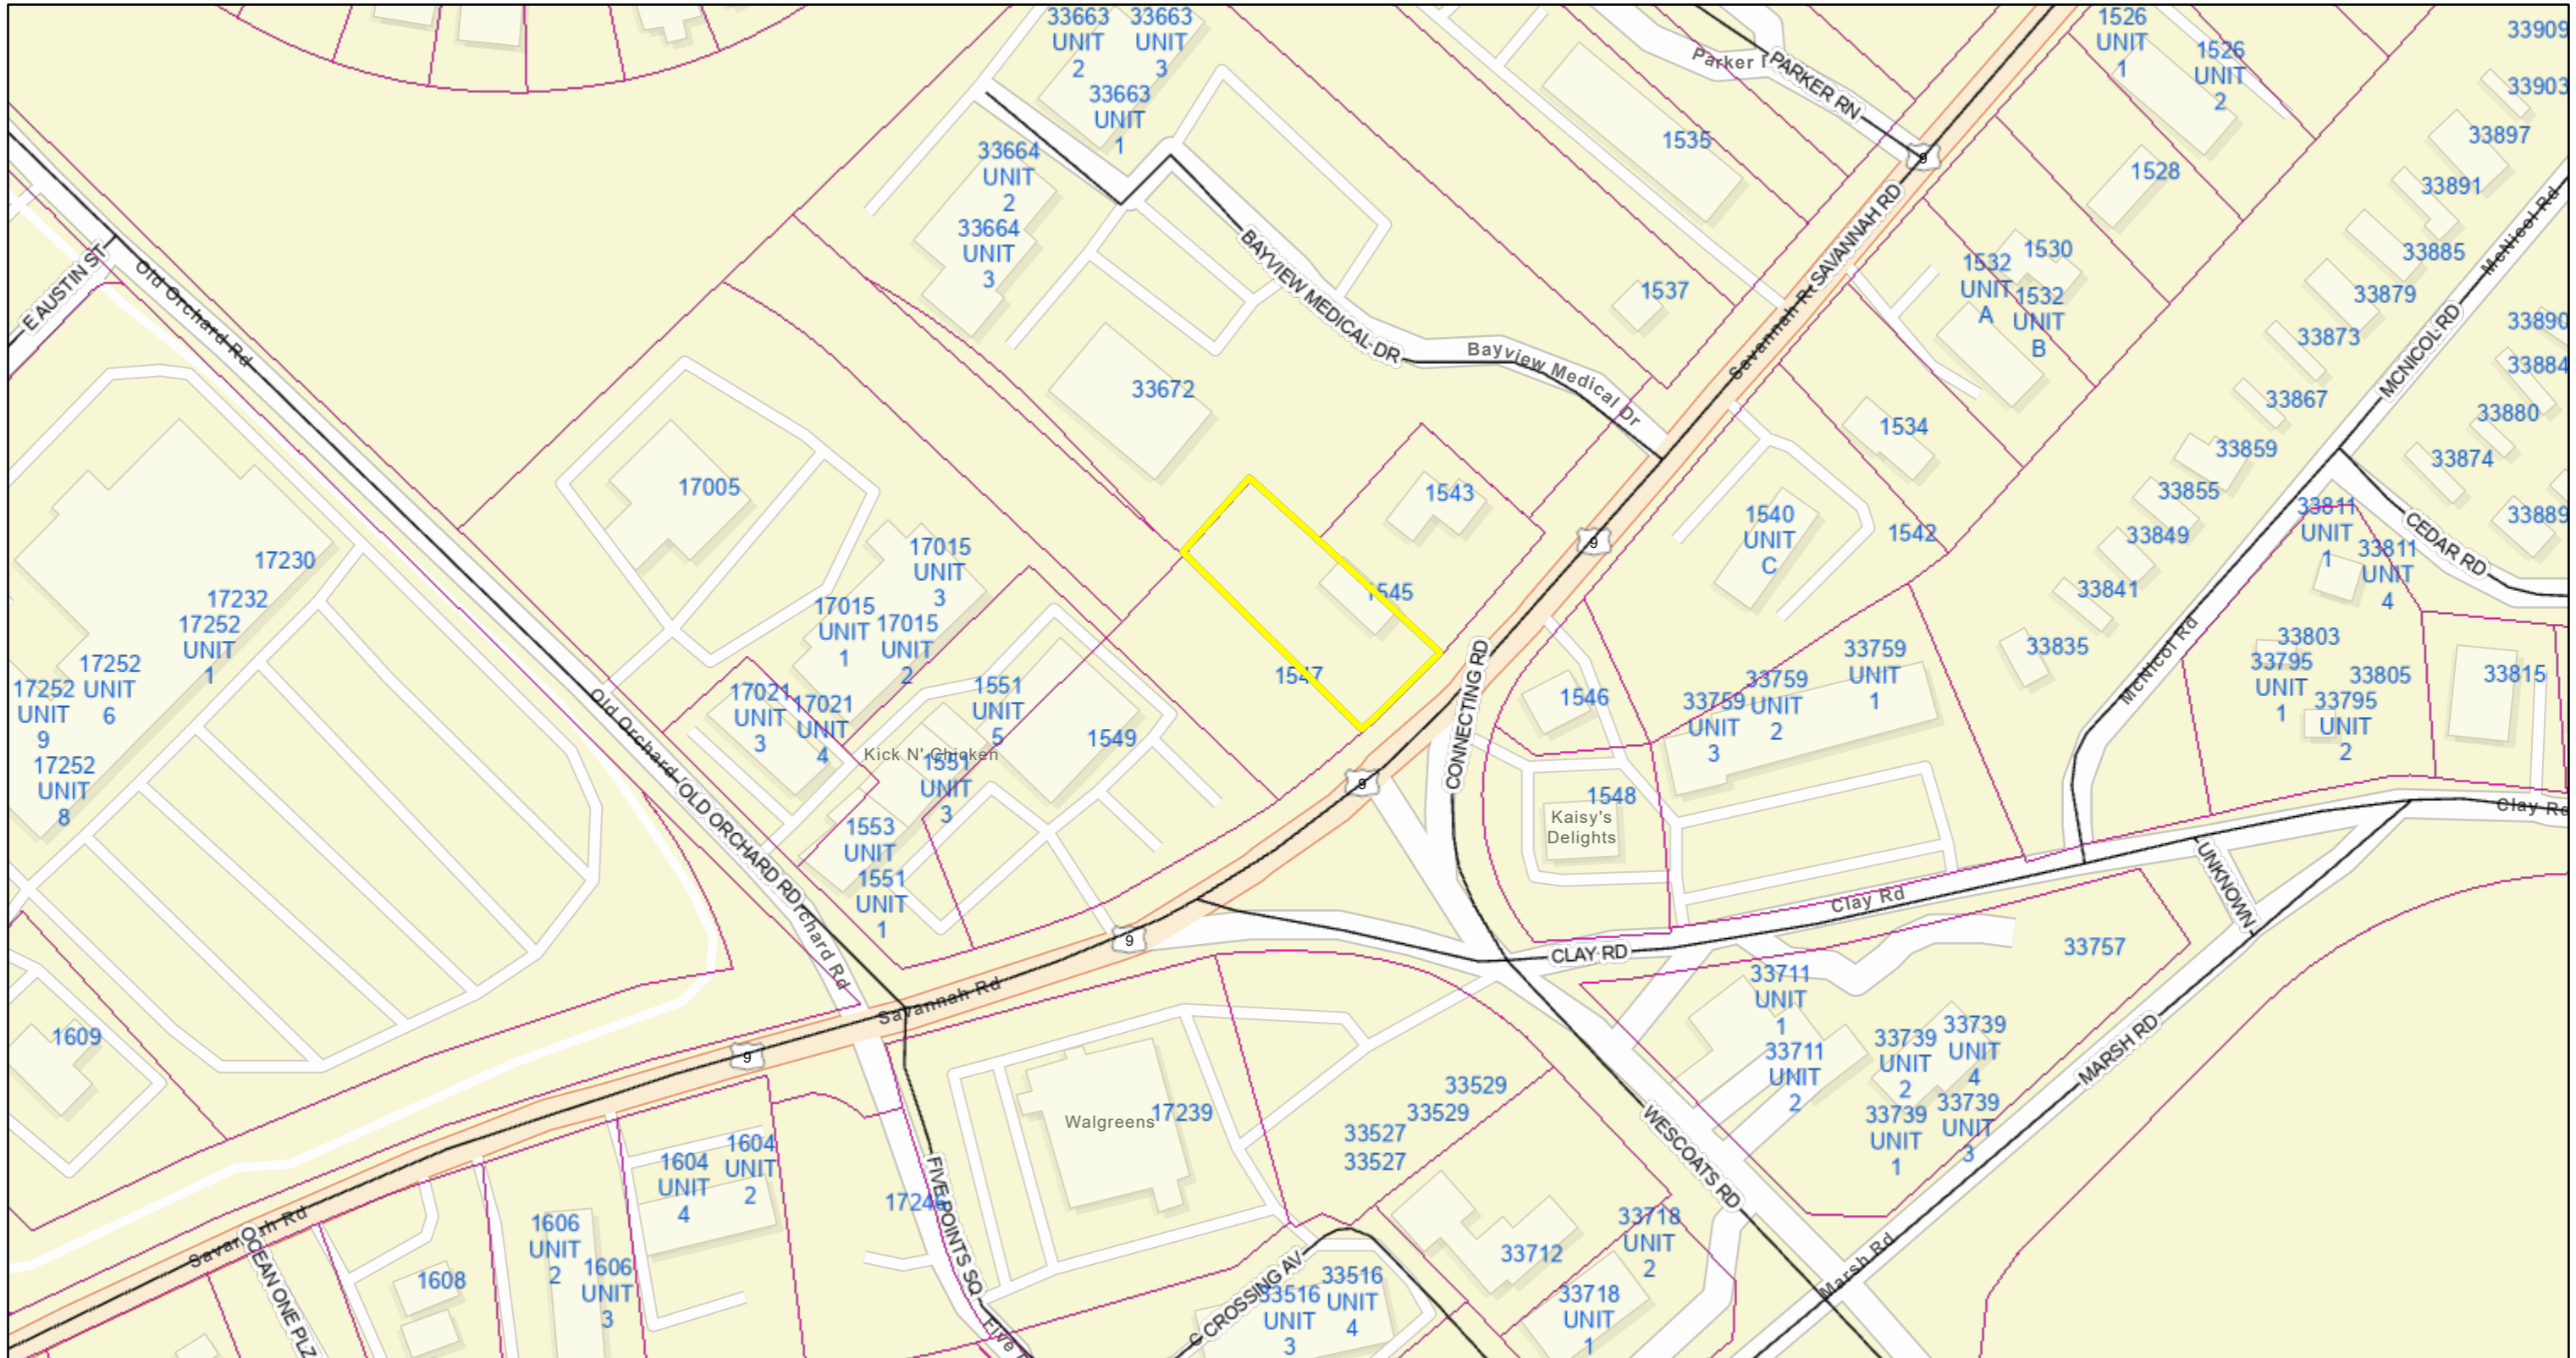 33663
UNIT
2
33663
UNIT
3
33663
UNIT
1
33664
UNIT
2
33664
UNIT
3
Parker
PARKER RN
1535
1526
UNIT
1
1526
UNIT
2
33909
33903
33897
33891
33885
33879
33873
33867
33859
33855
33849
33841
33835
33890
33884
33880
33874
33889
1528
1530
1532
UNIT
A
1532
UNIT
B
1534
1537
9
SAVANNAH RD
Savannah Rd
McNicol Rd
MCNICOL RD
McNicol Rd
CEDAR RD
E AUSTIN ST
Old Orchard Rd
BAYVIEW MEDICAL DR
Bayview Medical Dr
33672
1543
1545
1547
9
1540
UNIT
C
1542
17005
17015
UNIT
3
17015
UNIT
1
17015
UNIT
2
17021
UNIT
3
17021
UNIT
4
17230
17232
17252
UNIT
1
17252
UNIT
6
17252
UNIT
9
17252
UNIT
8
Old Orchard
OLD ORCHARD RD
rchard Rd
1551
UNIT
5
1549
Kick N' Chicken
1551
UNIT
3
1553
UNIT
1551
UNIT
1
CONNECTING RD
9
9
1546
1548
Kaisy's
Delights
33759
UNIT
3
33759
UNIT
2
33759
UNIT
1
33811
UNIT
1
33811
UNIT
4
33803
33795
UNIT
1
33805
33795
UNIT
2
33815
Clay Rd
Clay Rd
CLAY RD
UNKNOWN
33757
33711
UNIT
1
33711
UNIT
2
33739
UNIT
2
33739
UNIT
4
33739
UNIT
1
33739
UNIT
3
MARSH RD
Marsh Rd
WESCOATS RD
1609
Savannah Rd
9
Savannah Rd
OCEAN ONE PLZ
1608
1606
UNIT
2
1606
UNIT
3
1604
UNIT
4
1604
UNIT
2
FIVE POINTS SQ
Five
Walgreens
17239
33529
33529
33527
33527
33712
33718
UNIT
2
33718
UNIT
1
C CROSSING AV
33516
UNIT
3
33516
UNIT
4